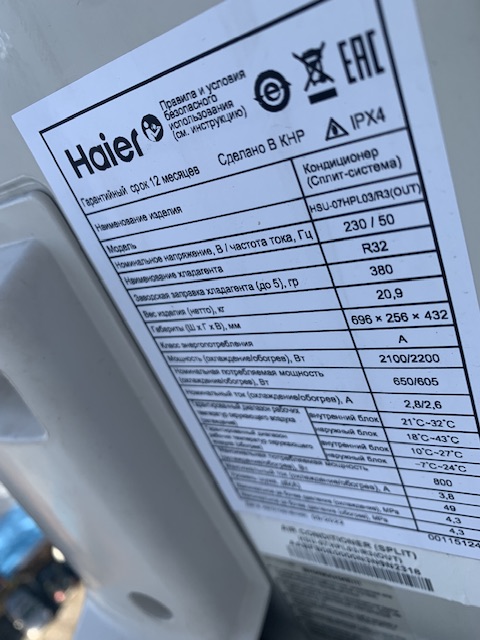 Haier
Правила и условия
безопасного
использования
(см. инструкцию)
EAC
Гарантийный срок 12 месяцев
Сделано В КНР
IPX4
Наименование изделия
Кондиционер
(Сплит-система)
Модель
HSU-07HPL03/R3(OUT)
Номинальное напряжение, В / частота тока, Гц
230 / 50
Наименование хладагента
R32
Заводская заправка хладагента (до 5), гр
380
Вес изделия (нетто), кг
20,9
Габариты (Ш х Г х В), мм
696 × 256 × 432
Класс энергопотребления
A
Мощность (охлаждение/обогрев), Вт
2100/2200
Номинальная потребляемая мощность
(охлаждение/обогрев), Вт
650/605
Номинальный ток (охлаждение/обогрев), А
2,8/2,6
внутренний блок
21°C~32°C
наружный блок
18°C~43°C
внутренний блок
10°C~27°C
наружный блок
-7°C~24°C
800
3,8
49
4,3
4,3
00115124
AIR CONDITIONER (SPLIT)